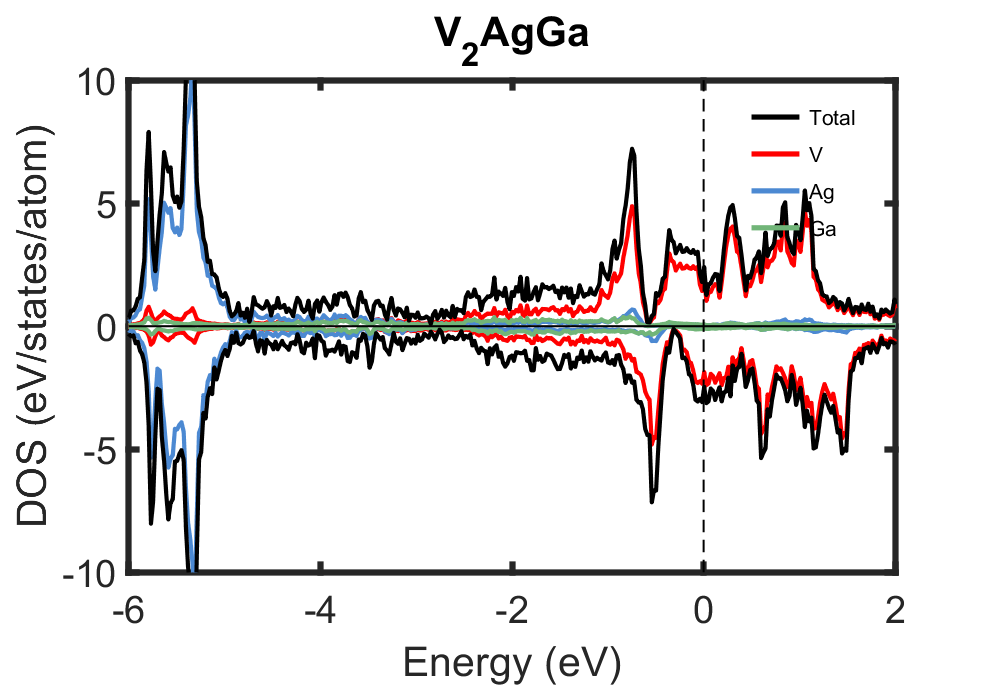 V₂AgGa
DOS (eV/states/atom)
10
5
0
-5
-10
Total
V
Ag
Ga
-6 -4 -2 0 2
Energy (eV)